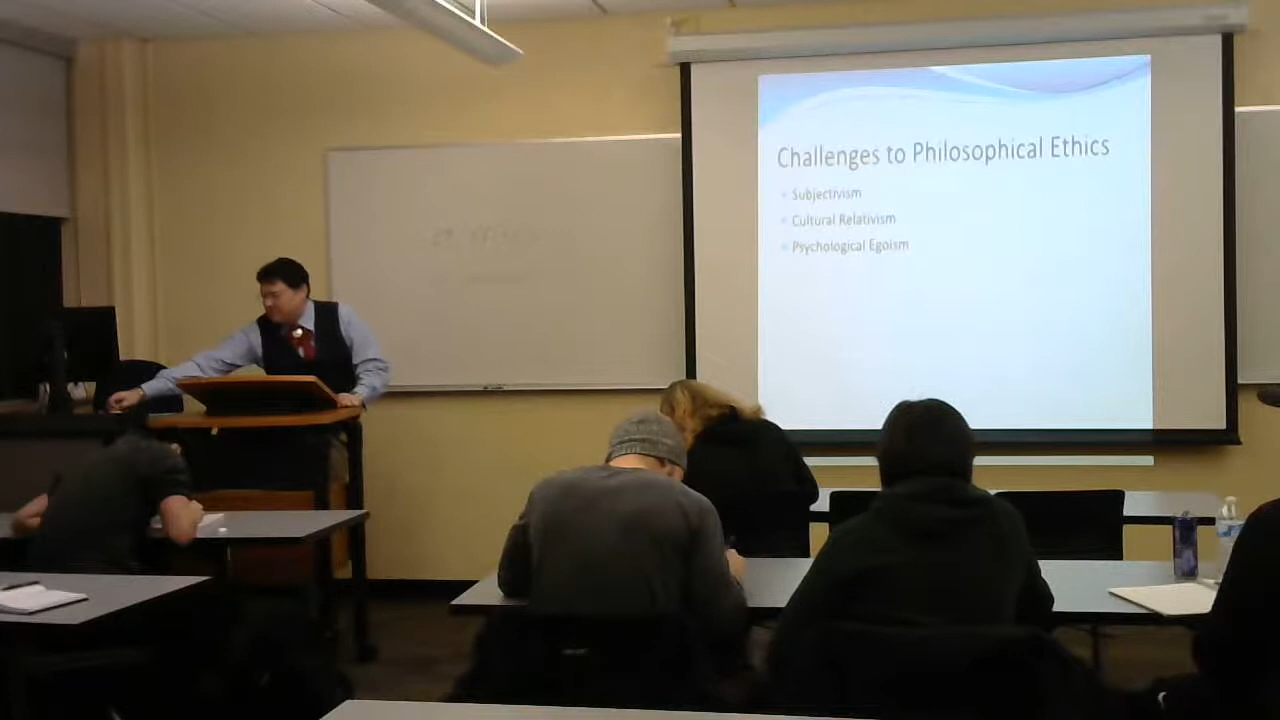 Challenges to Philosophical Ethics
Subjectivism
Cultural Relativism
Psychological Egoism